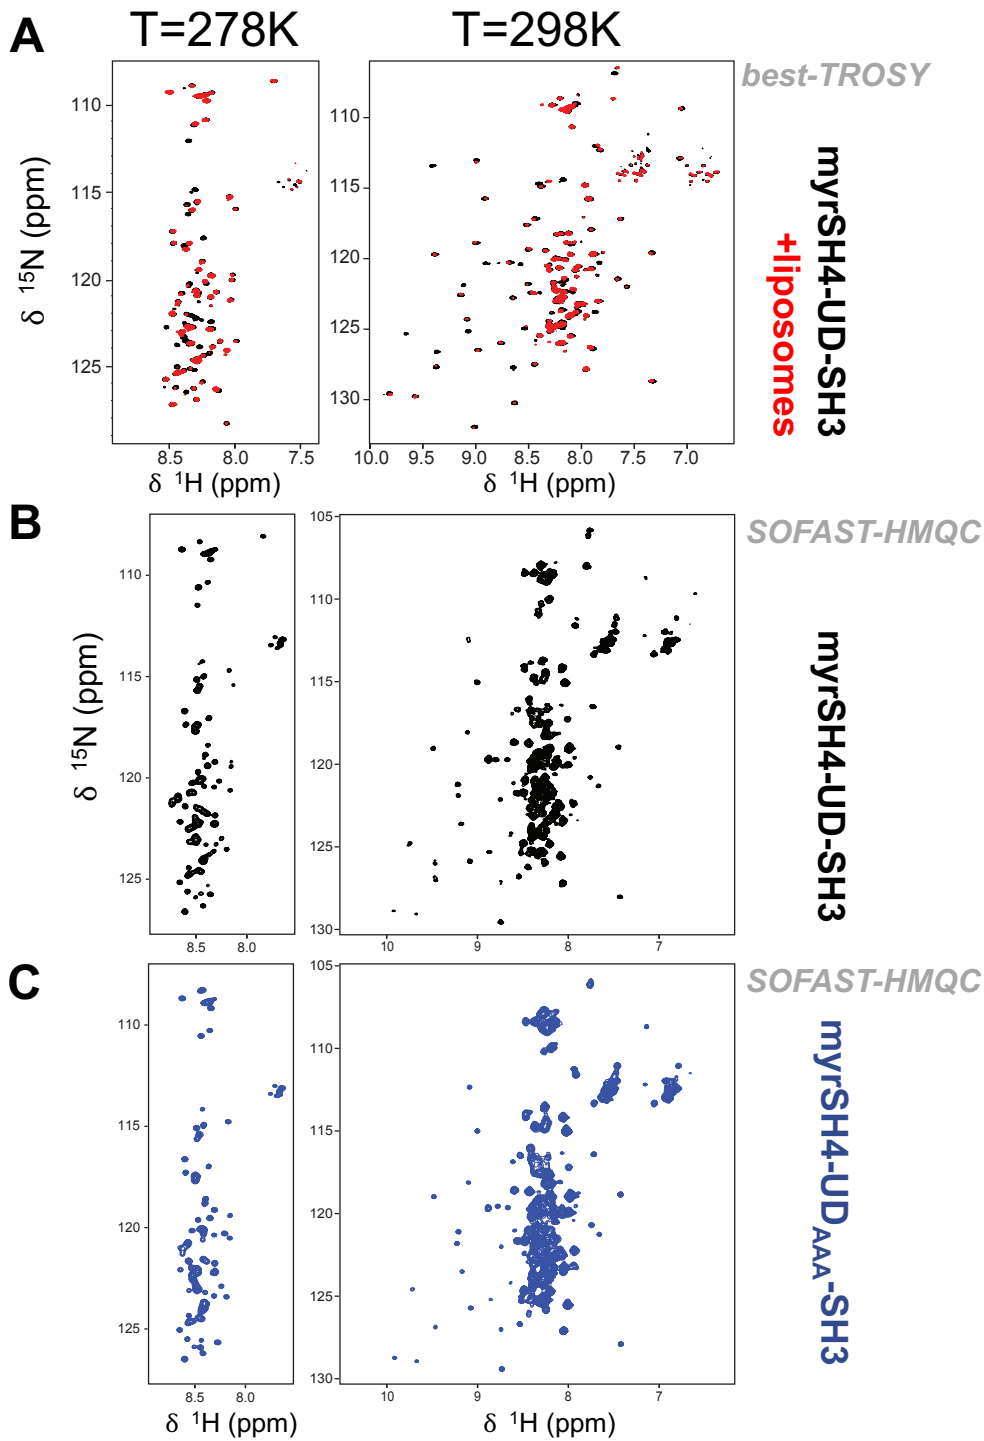 T=278K
T=298K
A
best-TROSY
110
115
120
125
8.5
8.0
7.5
110
115
120
125
130
10.0
9.5
9.0
8.5
8.0
7.5
7.0
δ ¹⁵N (ppm)
δ ¹H (ppm)
δ ¹H (ppm)
myrSH4-UD-SH3
+liposomes
B
SOFAST-HMQC
110
115
120
125
8.5
8.0
105
110
115
120
125
130
10
9
8
7
δ ¹⁵N (ppm)
myrSH4-UD-SH3
C
SOFAST-HMQC
110
115
120
125
8.5
8.0
105
110
115
120
125
130
10
9
8
7
δ ¹H (ppm)
δ ¹H (ppm)
myrSH4-UD_AAA-SH3